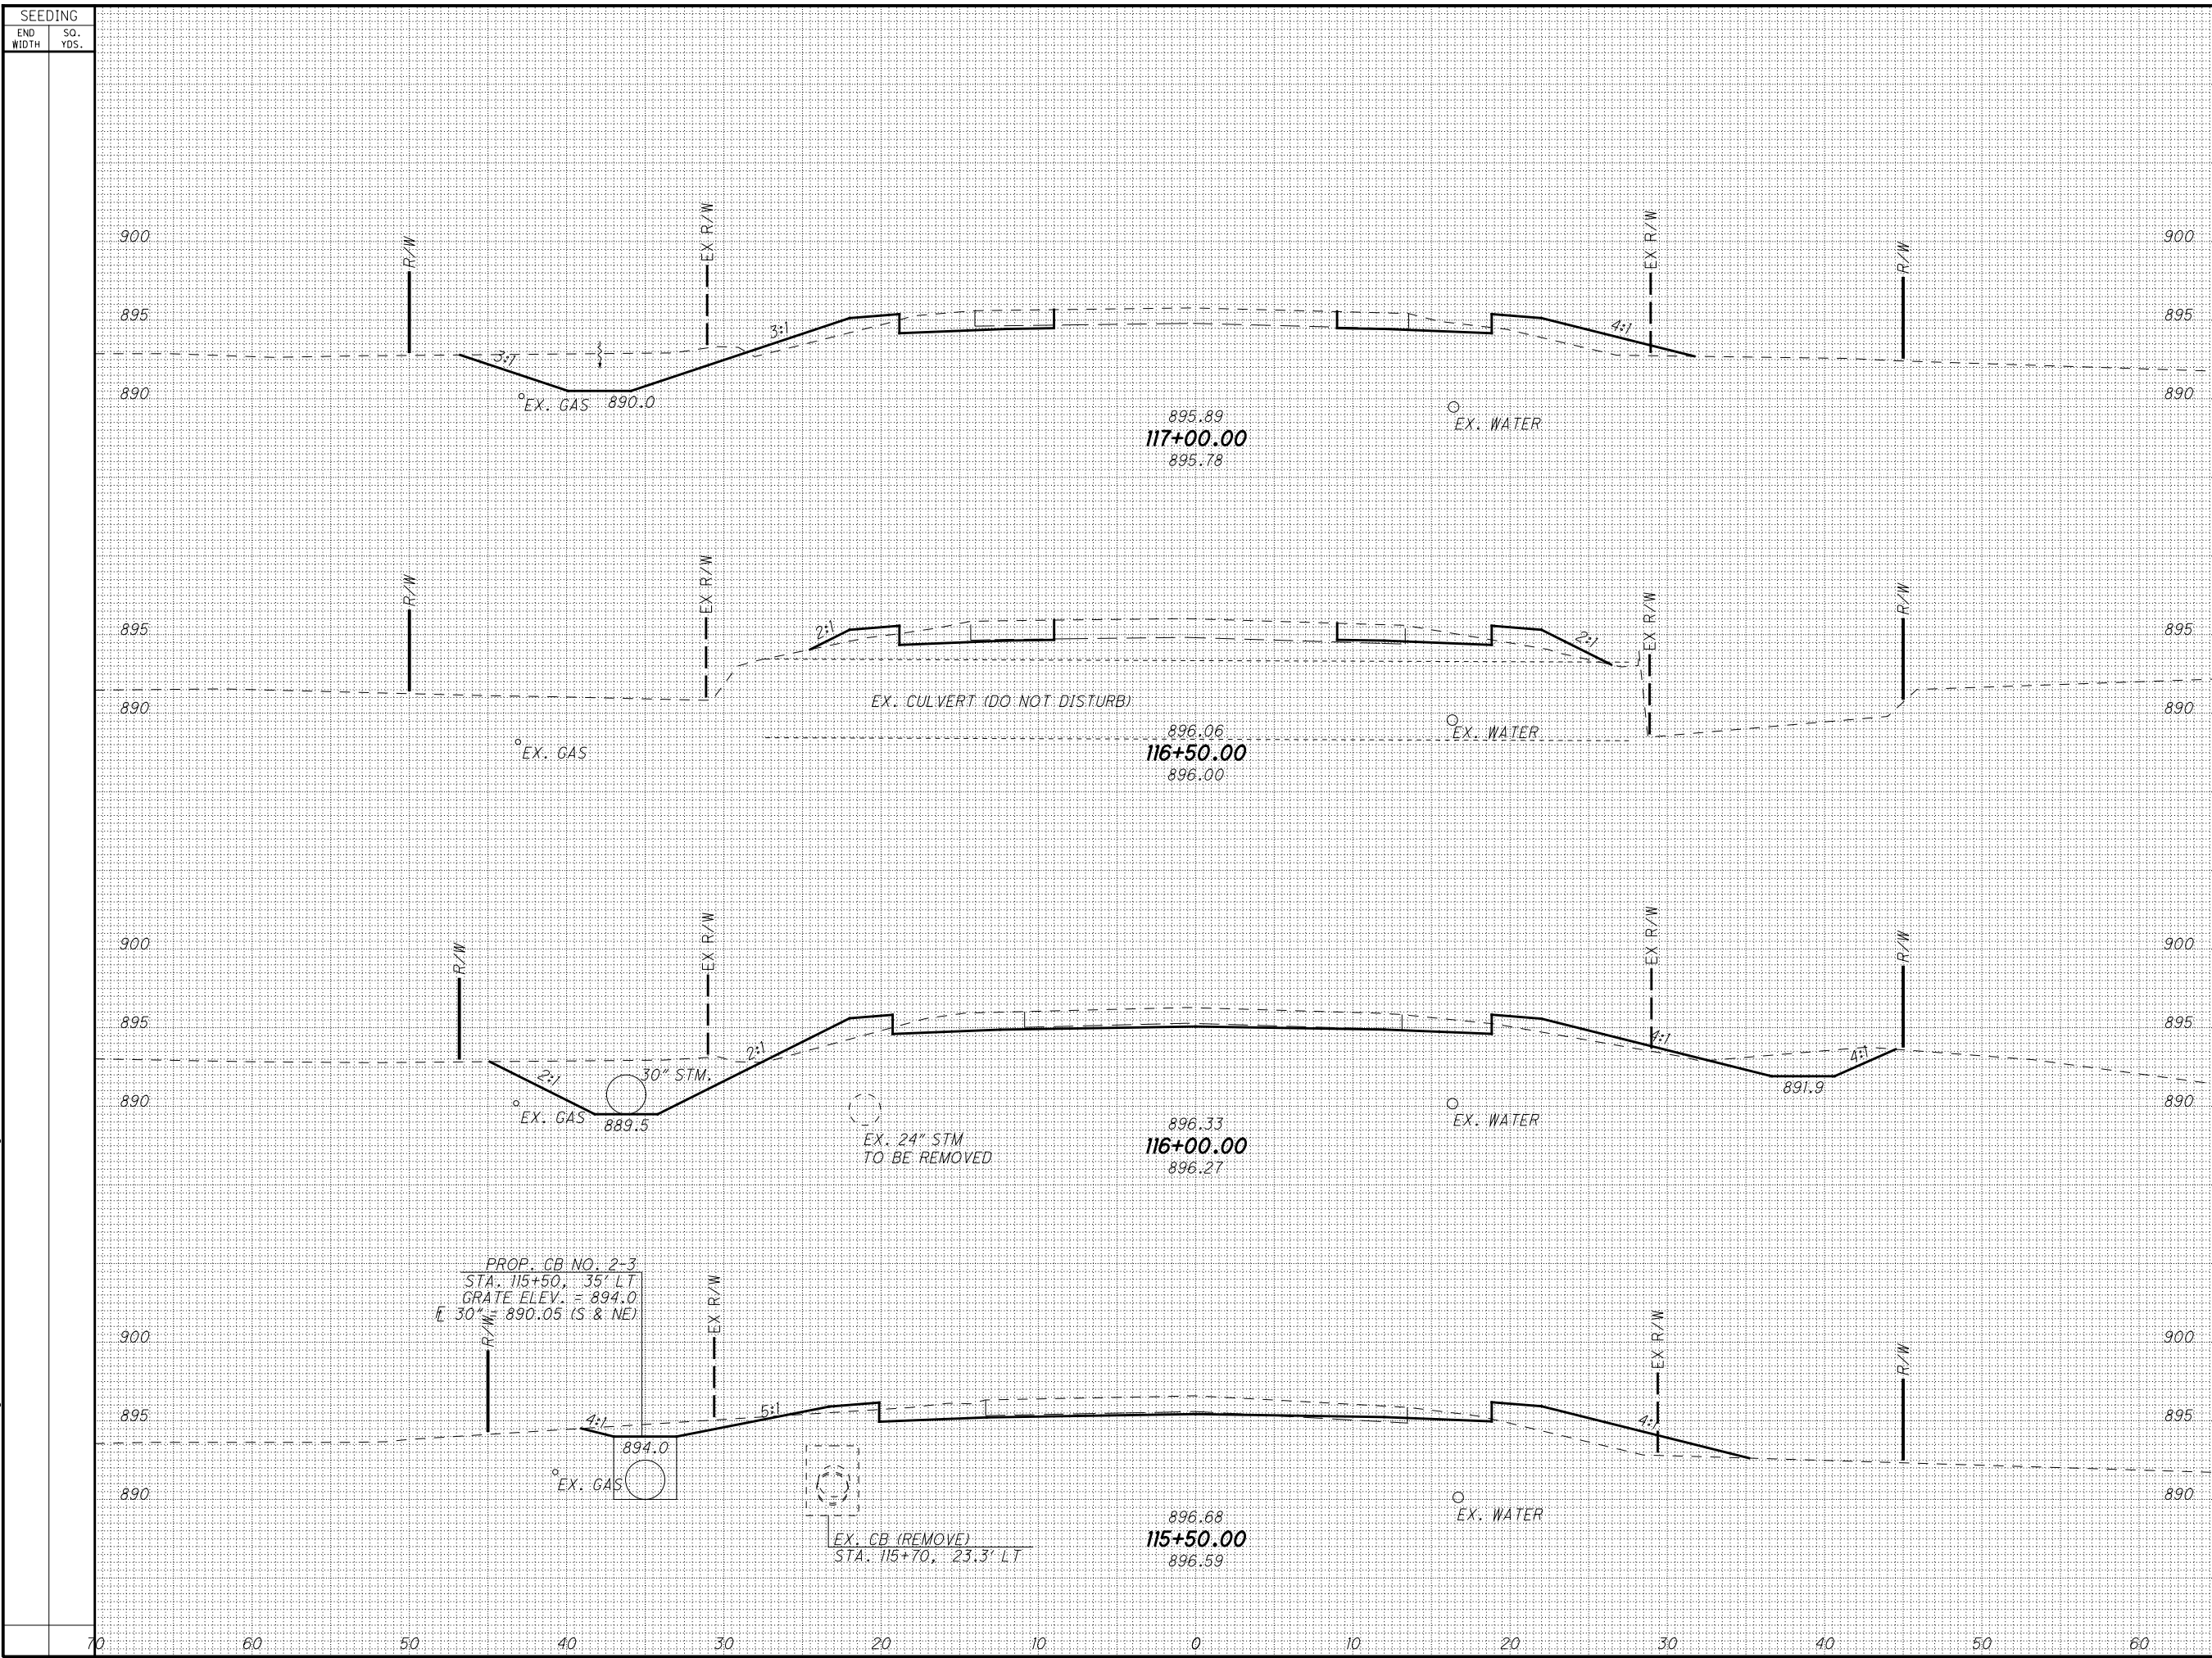 SEEDING
END WIDTH
SQ. YDS.
R/W
EX R/W
EX R/W
R/W
900
900
895
895
3:1
3:1
4:1
890
890
EX. GAS
890.0
EX. WATER
895.89
117+00.00
895.78
R/W
EX R/W
EX R/W
R/W
895
895
2:1
2:1
890
890
EX. CULVERT (DO NOT DISTURB)
EX. GAS
EX. WATER
896.06
116+50.00
896.00
R/W
EX R/W
EX R/W
R/W
900
900
895
895
2:1
2:1
4:1
4:1
30" STM.
891.9
890
890
EX. GAS
889.5
EX. WATER
EX. 24" STM
TO BE REMOVED
896.33
116+00.00
896.27
PROP. CB NO. 2-3
STA. 115+50, 35' LT
GRATE ELEV. = 894.0
30" = 890.05 (S & NE)
R/W
EX R/W
EX R/W
R/W
900
900
895
895
4:1
5:1
4:1
894.0
EX. GAS
890
890
EX. WATER
EX. CB (REMOVE)
STA. 115+70, 23.3' LT
896.68
115+50.00
896.59
70 60 50 40 30 20 10 0 10 20 30 40 50 60